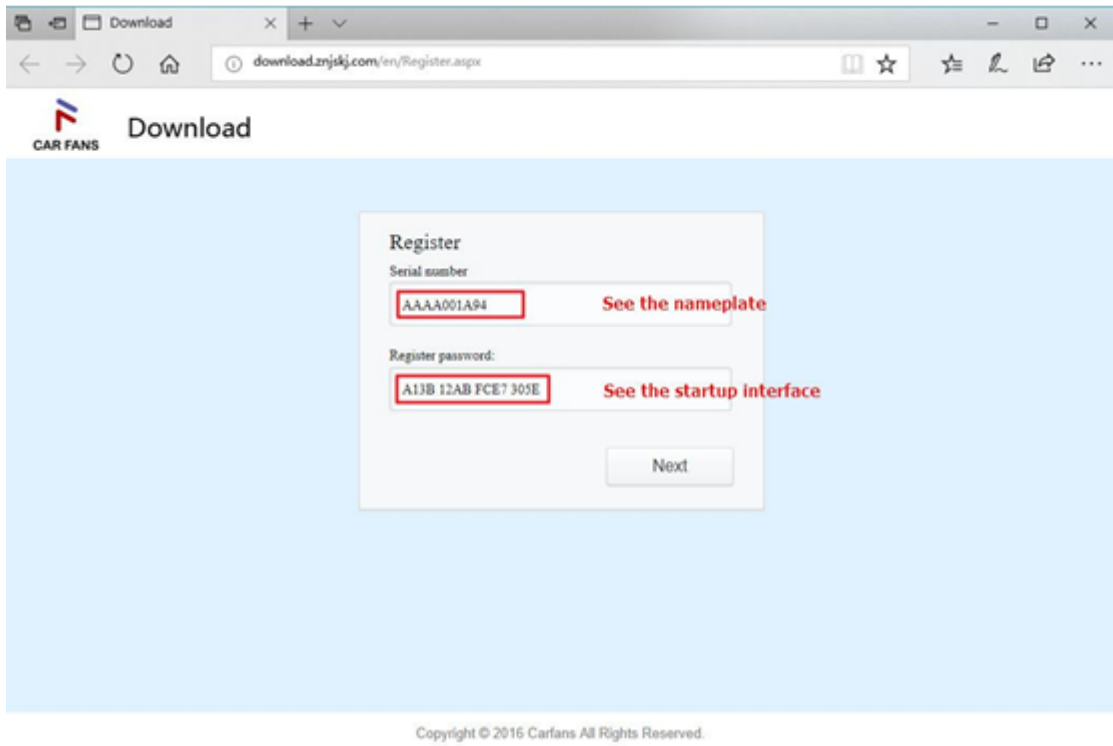 Download
download.znjskj.com/en/Register.aspx
CAR FANS
Download
Register
Serial number
AAAA001A94 See the nameplate
Register password:
A13B 12AB FCE7 305E See the startup interface
Next
Copyright © 2016 Carfans All Rights Reserved.